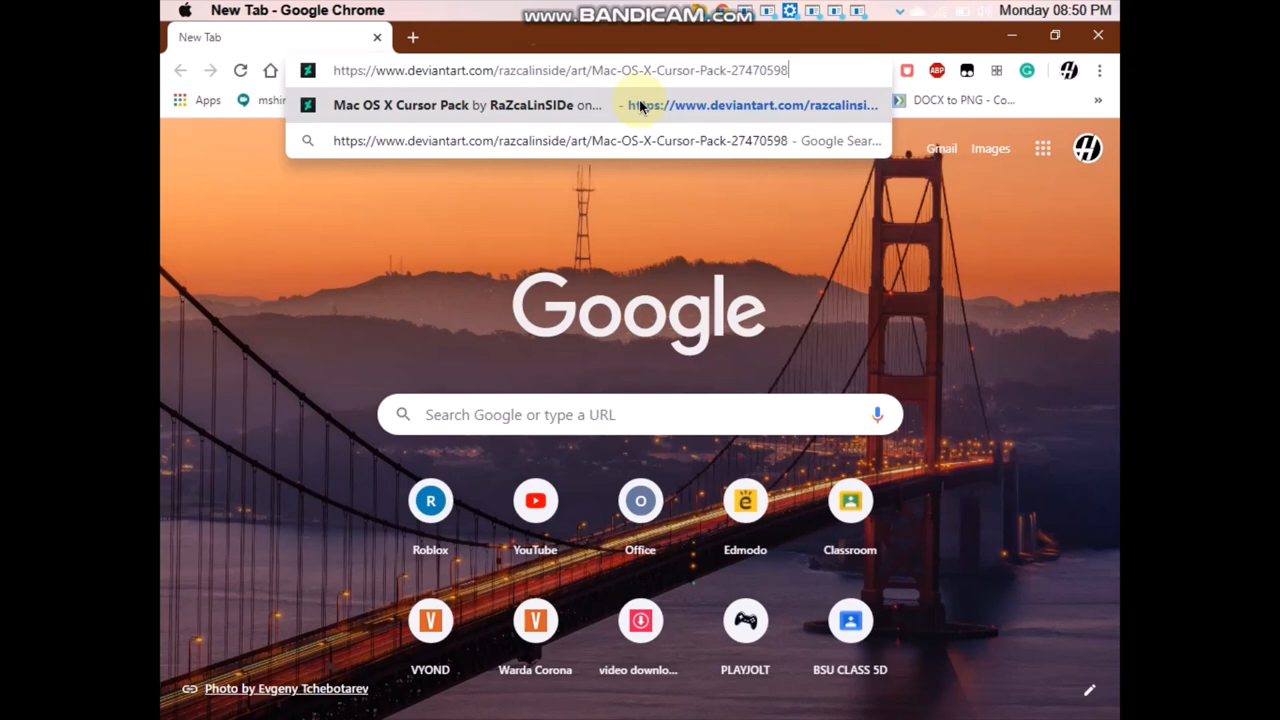 New Tab - Google Chrome
www.BANDICAM.com
Monday 08:50 PM
New Tab
https://www.deviantart.com/razcalinside/art/Mac-OS-X-Cursor-Pack-27470598
ABP
G
Apps
mshin
Mac OS X Cursor Pack by RaZcaLinSIDe on... - https://www.deviantart.com/razcalinsi...
DOCX to PNG - Co...
https://www.deviantart.com/razcalinside/art/Mac-OS-X-Cursor-Pack-27470598 - Google Sear...
Gmail
Images
Google
Search Google or type a URL
R
O
e
Roblox
YouTube
Office
Edmodo
Classroom
V
V
VYOND
Warda Corona
video downlo...
PLAYJOLT
BSU CLASS 5D
Photo by Evgeny Tchebotarev